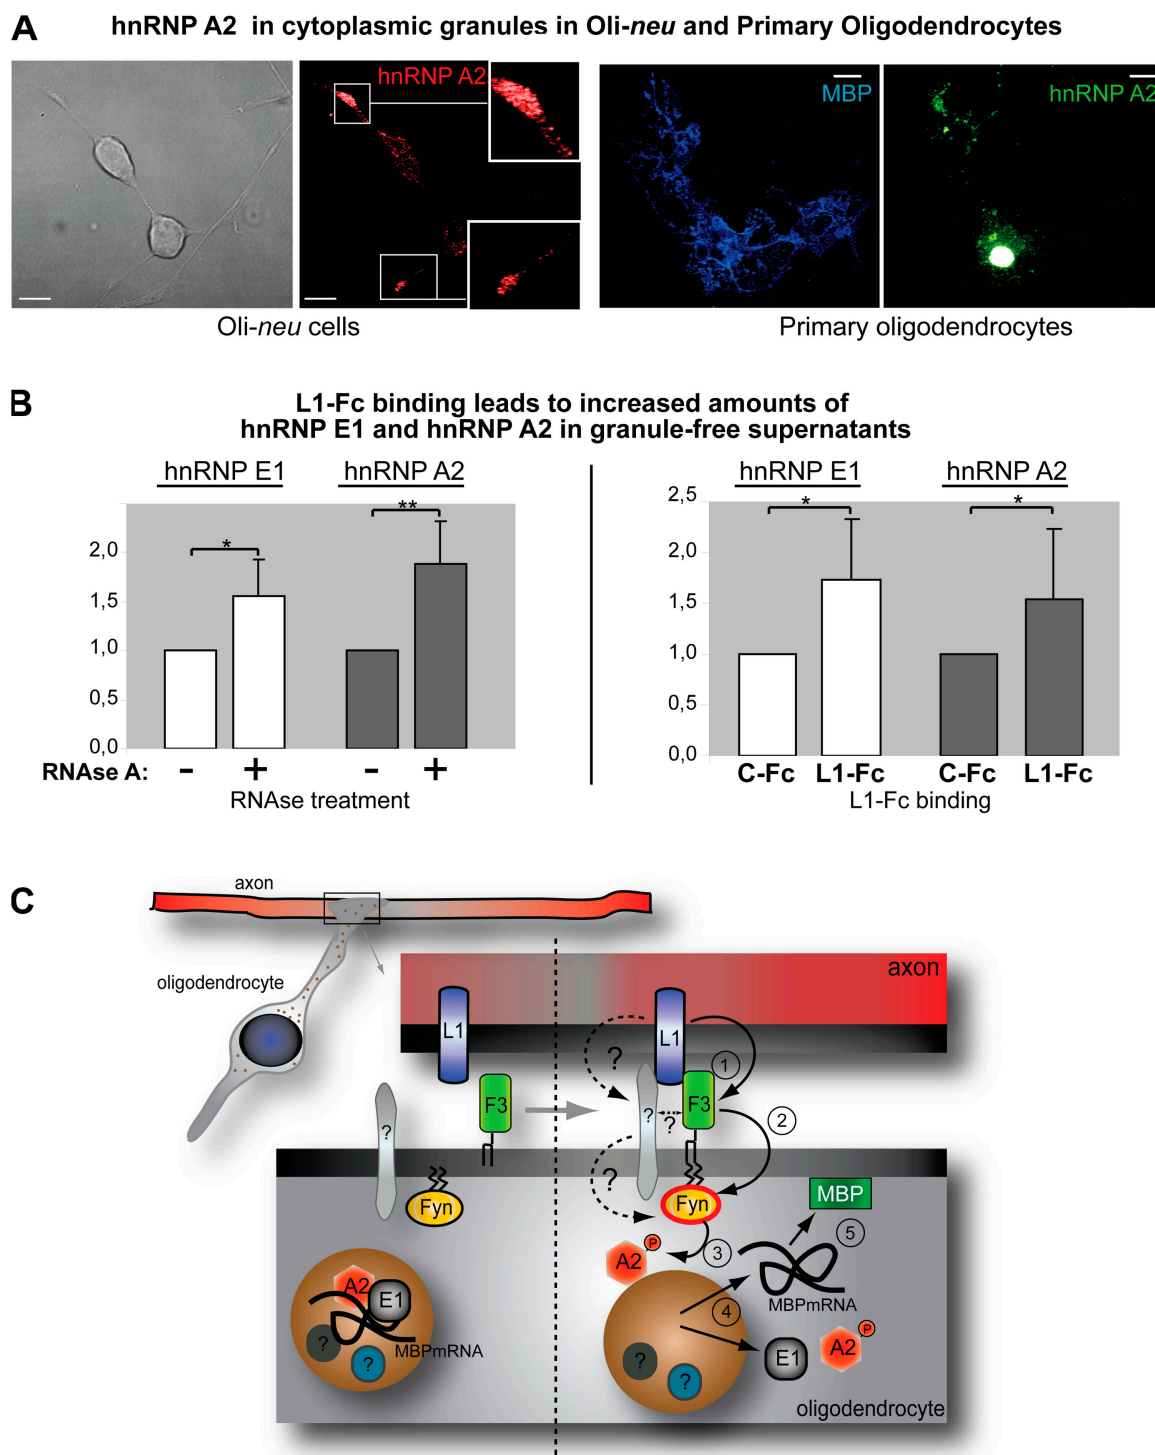 A
hnRNP A2 in cytoplasmic granules in Oli-neu and Primary Oligodendrocytes
hnRNP A2
MBP
hnRNP A2
Oli-neu cells
Primary oligodendrocytes
B
L1-Fc binding leads to increased amounts of
hnRNP E1 and hnRNP A2 in granule-free supernatants
hnRNP E1
hnRNP A2
*
**
2,0
1,5
1,0
0,5
0,0
RNAse A:
- + - +
RNAse treatment
hnRNP E1
hnRNP A2
*
*
2,5
2,0
1,5
1,0
0,5
0,0
C-Fc L1-Fc C-Fc L1-Fc
L1-Fc binding
C
axon
oligodendrocyte
axon
L1
F3
?
Fyn
A2
E1
MBPmRNA
?
?
L1
?
1
F3
?
?
2
?
Fyn
MBP
3
A2
P
5
MBPmRNA
4
E1
A2
P
?
?
oligodendrocyte